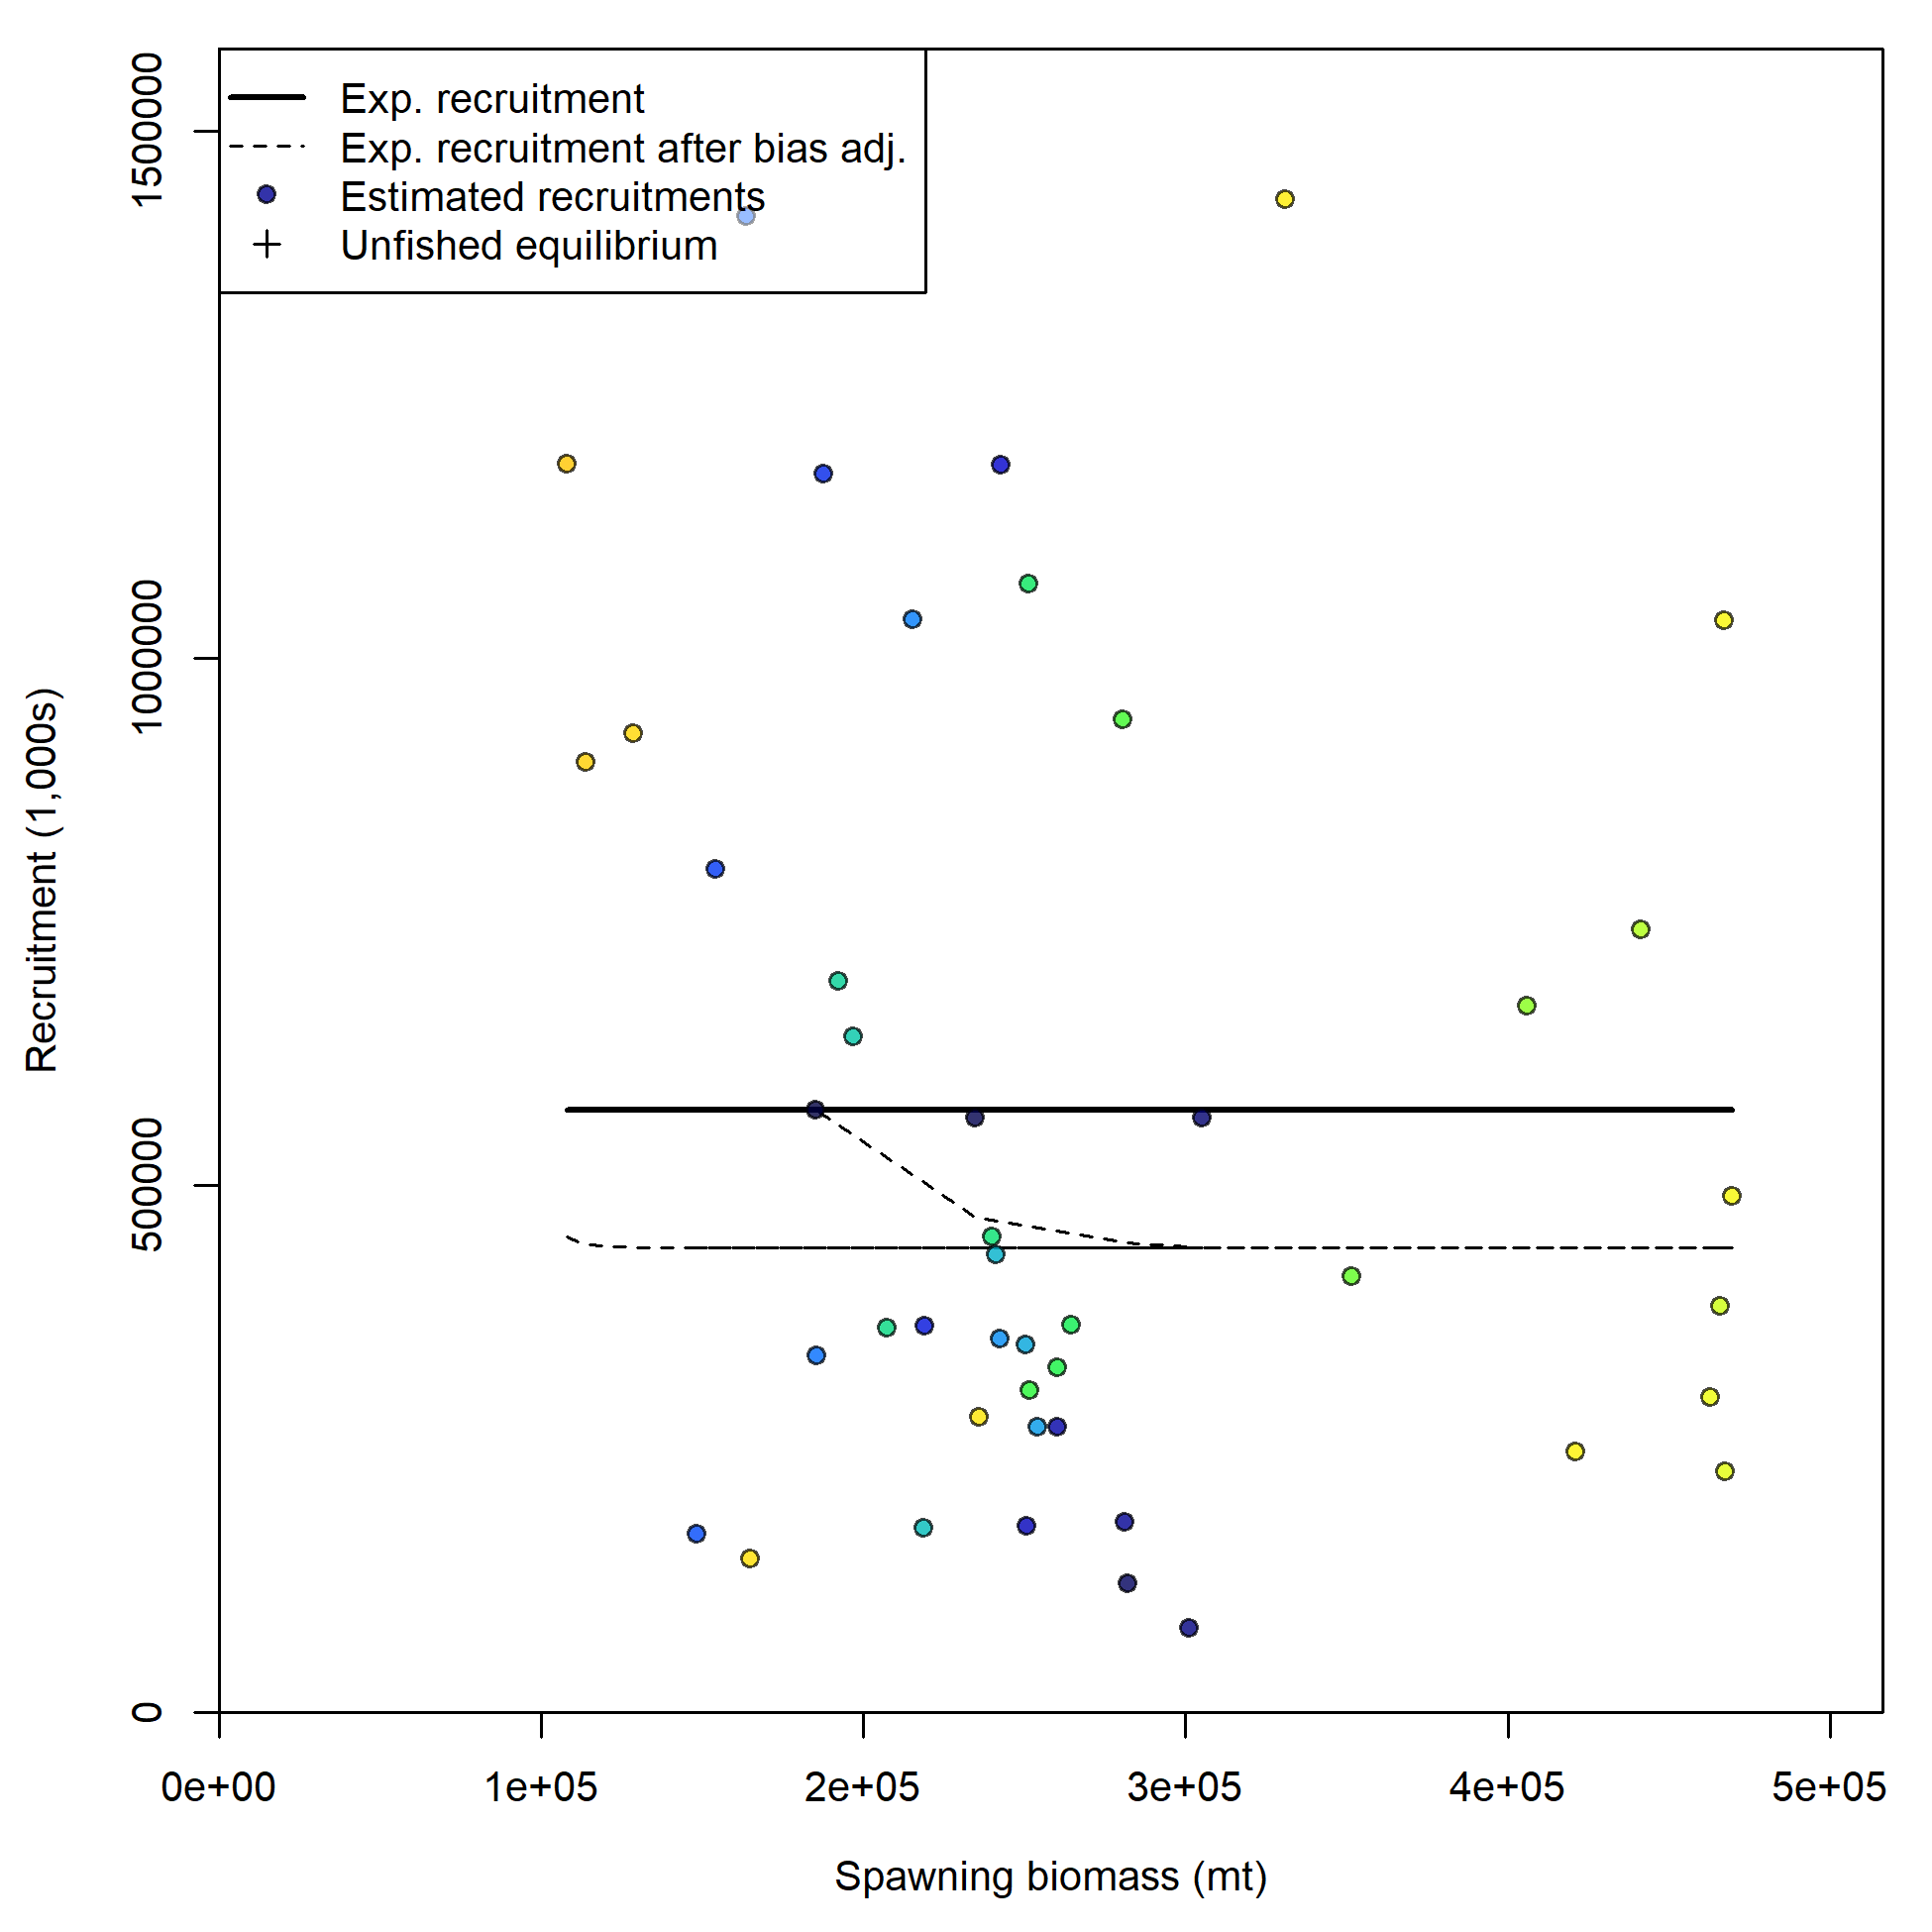 Exp. recruitment
Exp. recruitment after bias adj.
Estimated recruitments
Unfished equilibrium
1500000
1000000
500000
0
Recruitment (1,000s)
0e+00 1e+05 2e+05 3e+05 4e+05 5e+05
Spawning biomass (mt)